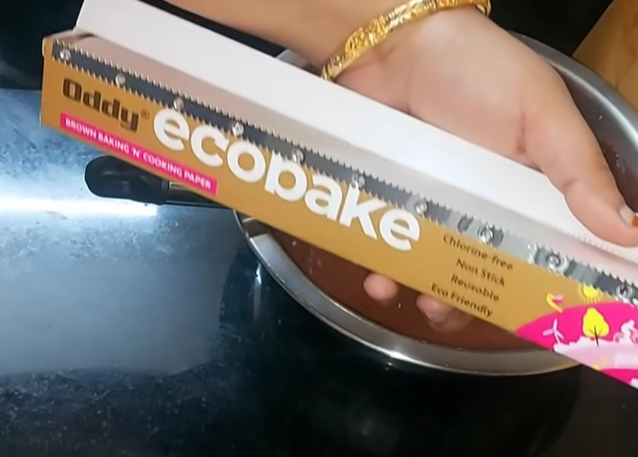 Oddy®
ecobake
BROWN BAKING 'N' COOKING PAPER
Chlorine-free
Non Stick
Reusable
Eco Friendly